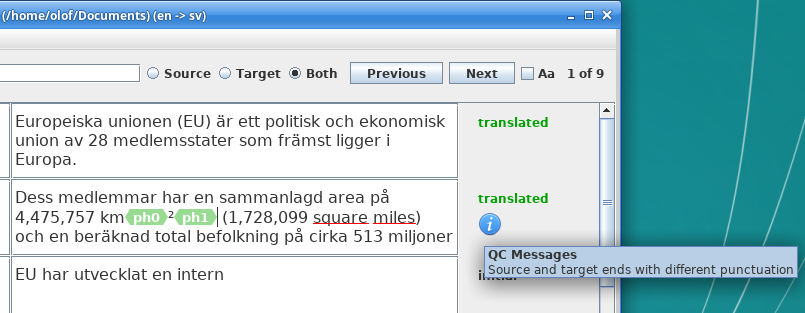 (/home/olof/Documents) (en -> sv)
Source Target Both Previous Next Aa 1 of 9
Europeiska unionen (EU) är ett politisk och ekonomisk
union av 28 medlemsstater som främst ligger i
Europa.
translated
Dess medlemmar har en sammanlagd area på
4,475,757 km ph0 ² ph1 (1,728,099 square miles)
och en beräknad total befolkning på cirka 513 miljoner
translated
i
QC Messages
Source and target ends with different punctuation
EU har utvecklat en intern